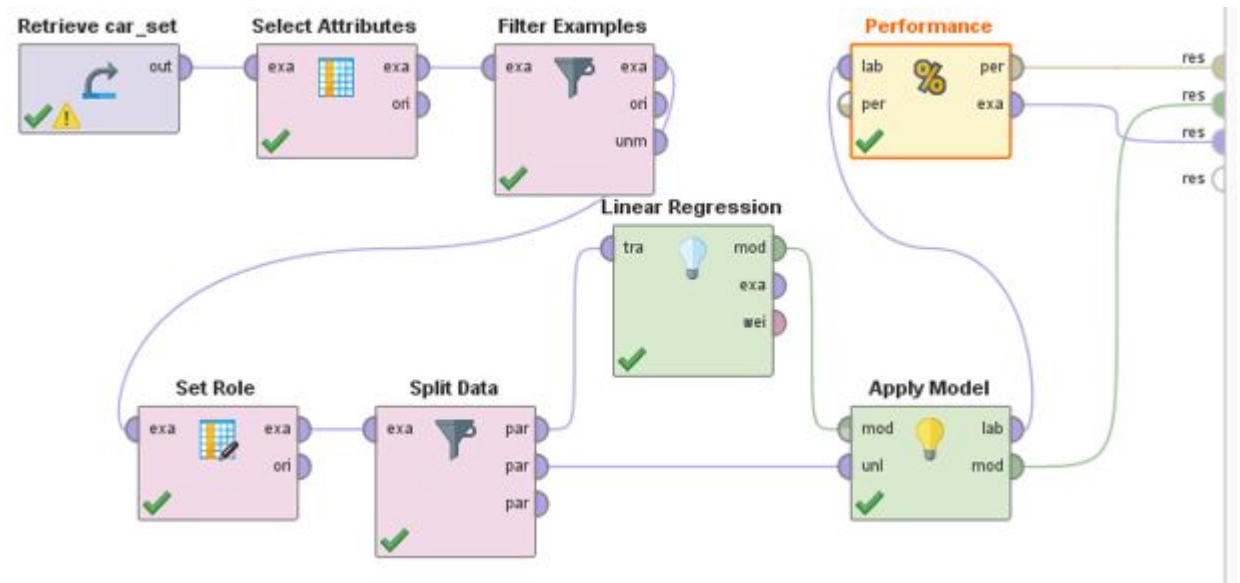 Retrieve car_set
out
Select Attributes
exa exa
ori
Filter Examples
exa exa
ori
unm
Performance
lab per
per exa
res
res
res
res
Linear Regression
tra mod
exa
wei
Set Role
exa exa
ori
Split Data
exa par
par
par
Apply Model
mod lab
unl mod